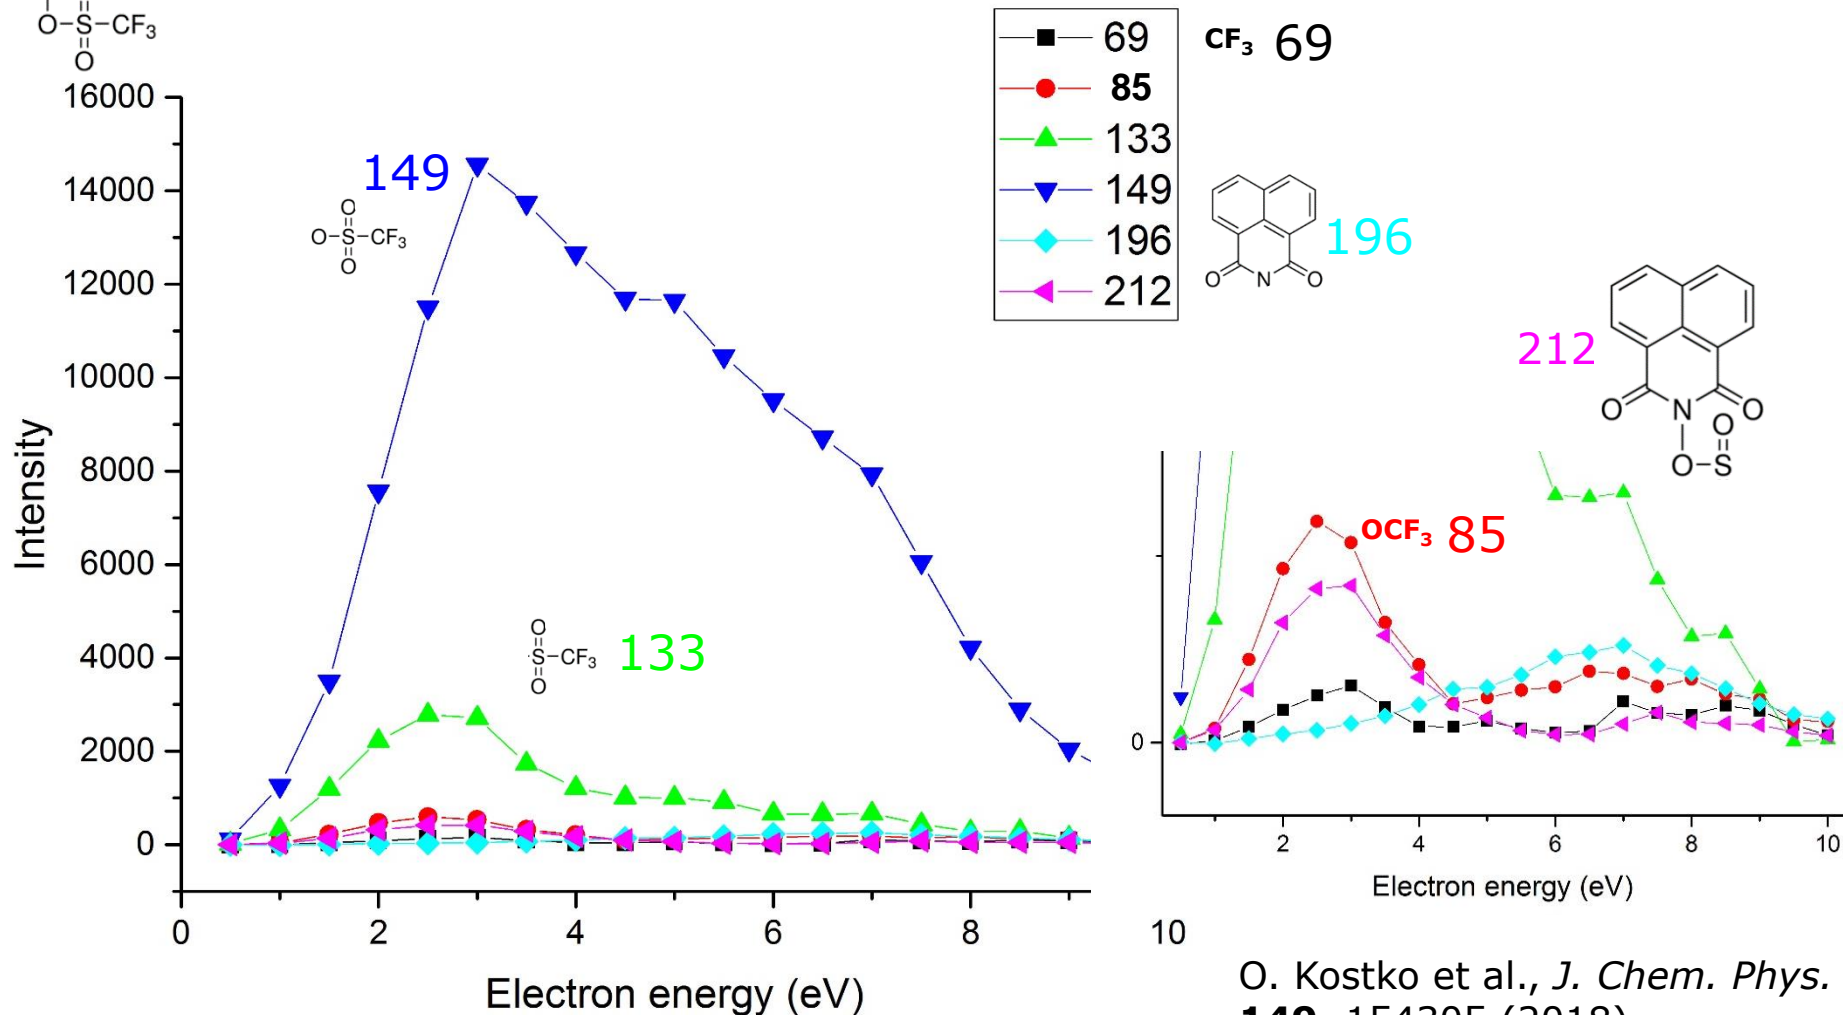 O
O-S-CF₃
O
69
85
133
149
196
212
CF₃ 69
16000
14000
12000
10000
8000
6000
4000
2000
0
Intensity
149
O
O-S-CF₃
O
O
·S-CF₃
O
133
0
2
4
6
8
10
Electron energy (eV)
O
N
O
196
212
O
N
O
O
O-S
OCF₃ 85
0
2
4
6
8
10
Electron energy (eV)
O. Kostko et al., J. Chem. Phys.
(2018)